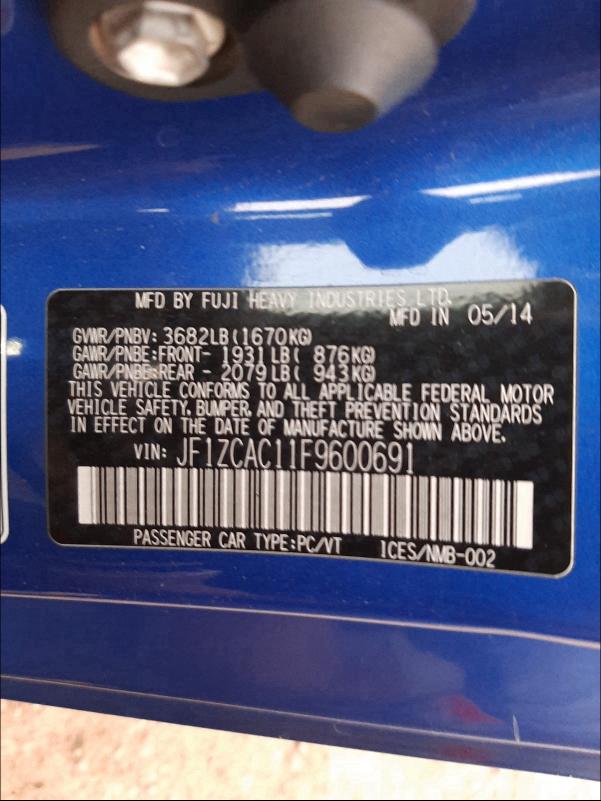 MFD BY FUJI HEAVY INDUSTRIES LTD.
MFD IN 05/14
GVWR/PNBV: 3682LB(1670KG)
GAWR/PNBE:FRONT- 1931LB( 876KG)
GAWR/PNBE:REAR - 2079LB( 943KG)
THIS VEHICLE CONFORMS TO ALL APPLICABLE FEDERAL MOTOR
VEHICLE SAFETY, BUMPER, AND THEFT PREVENTION STANDARDS
IN EFFECT ON THE DATE OF MANUFACTURE SHOWN ABOVE.
VIN: JF1ZCAC11F9600691
PASSENGER CAR TYPE:PC/VT ICES/NMB-002